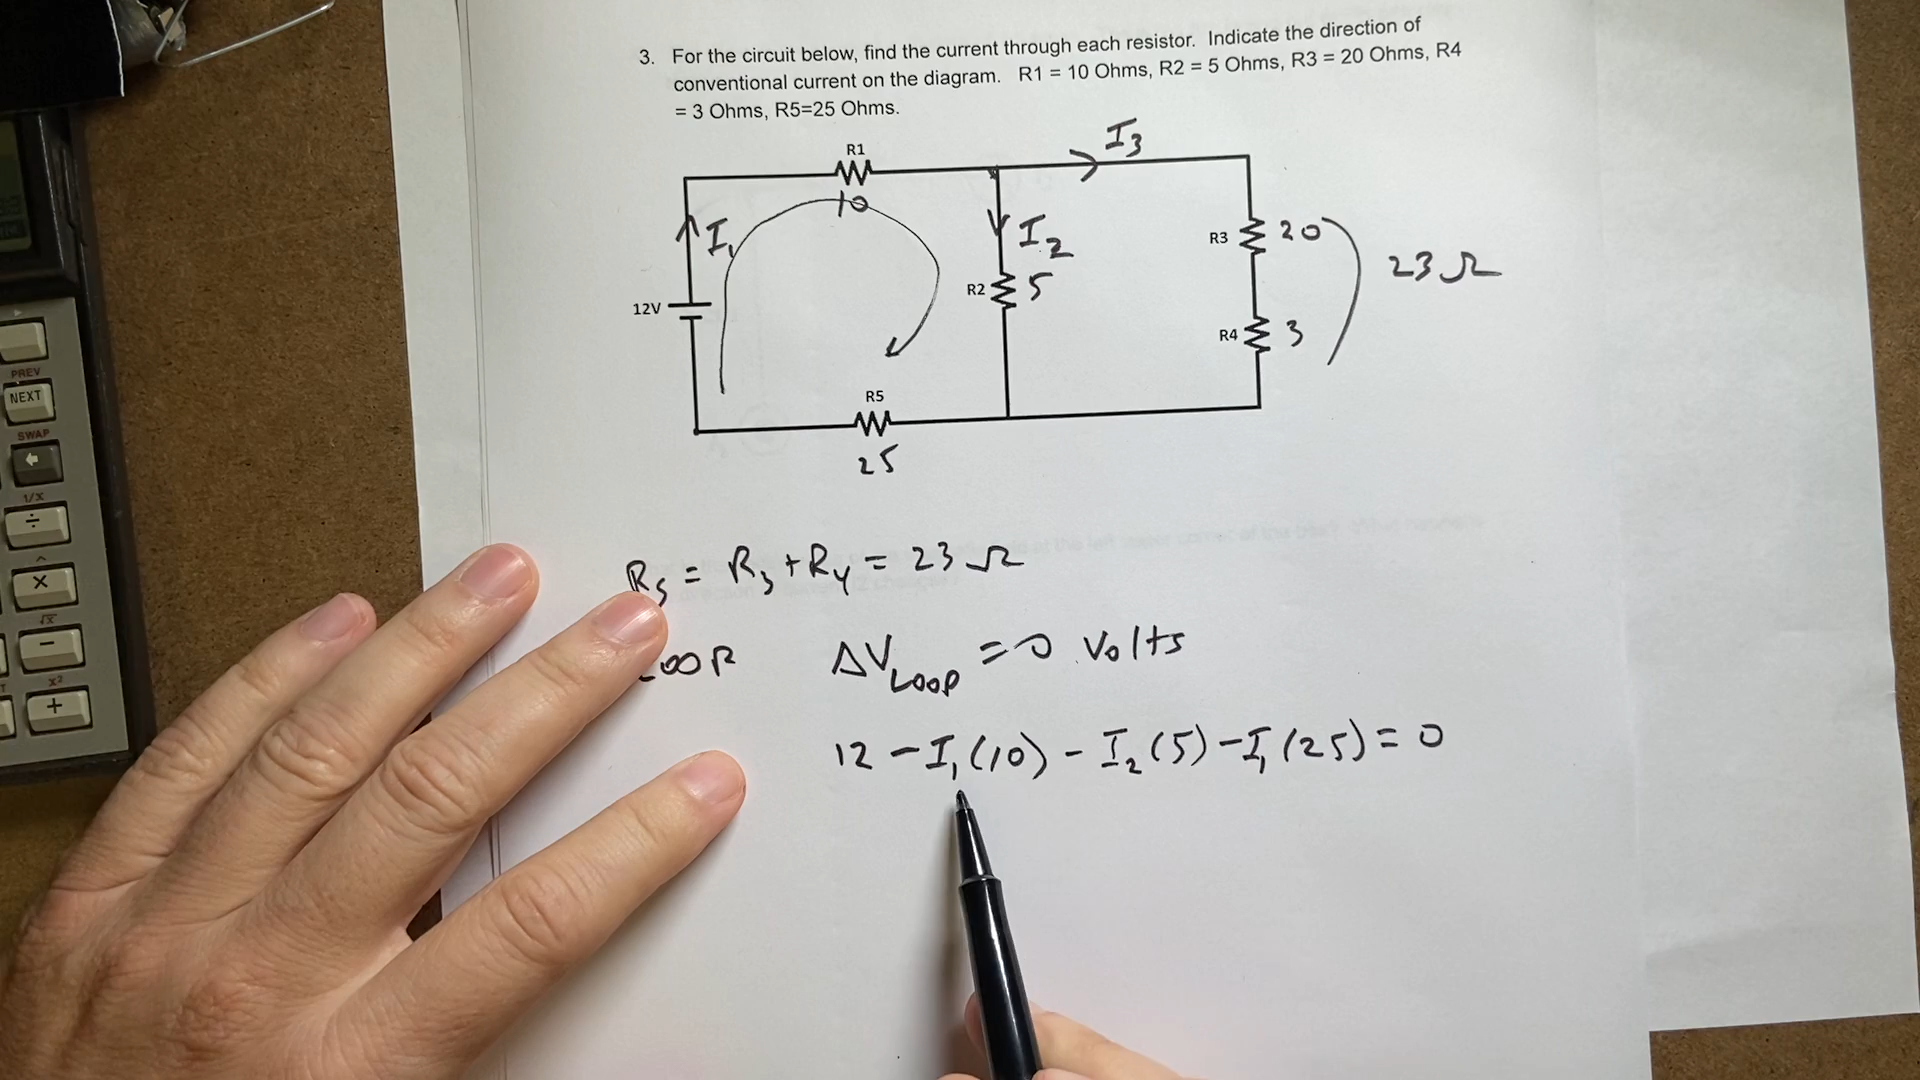 3. For the circuit below, find the current through each resistor. Indicate the direction of
conventional current on the diagram. R1 = 10 Ohms, R2 = 5 Ohms, R3 = 20 Ohms, R4
= 3 Ohms, R5=25 Ohms.
I₃
R1
10
I₁
I₂
R3
20
23 Ω
12V
R2
5
R4
3
R5
25
R_S = R₃ + R₄ = 23 Ω
LOOP ΔV_LOOP = 0 Volts
12 - I₁(10) - I₂(5) - I₁(25) = 0
PREV
NEXT
SWAP
←
1/X
÷
^
×
√x
-
x²
+